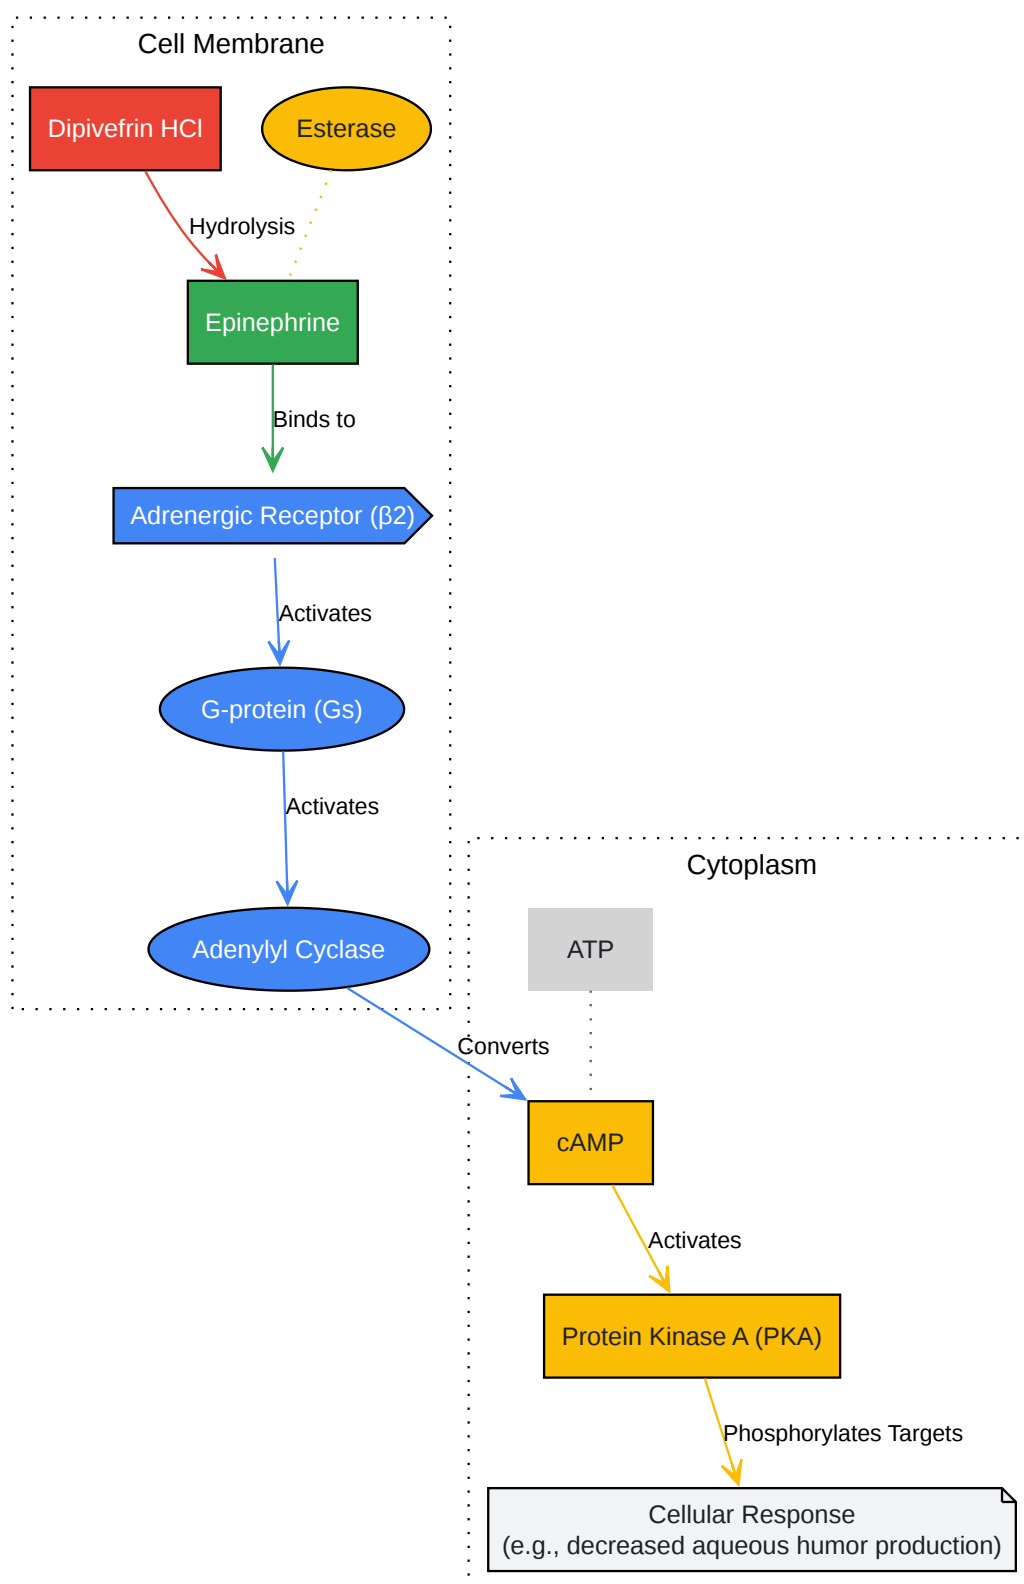 Cell Membrane
Dipivefrin HCl
Esterase
Hydrolysis
Epinephrine
Binds to
Adrenergic Receptor (β2)
Activates
G-protein (Gs)
Activates
Adenylyl Cyclase
Cytoplasm
ATP
Converts
cAMP
Activates
Protein Kinase A (PKA)
Phosphorylates Targets
Cellular Response
(e.g., decreased aqueous humor production)